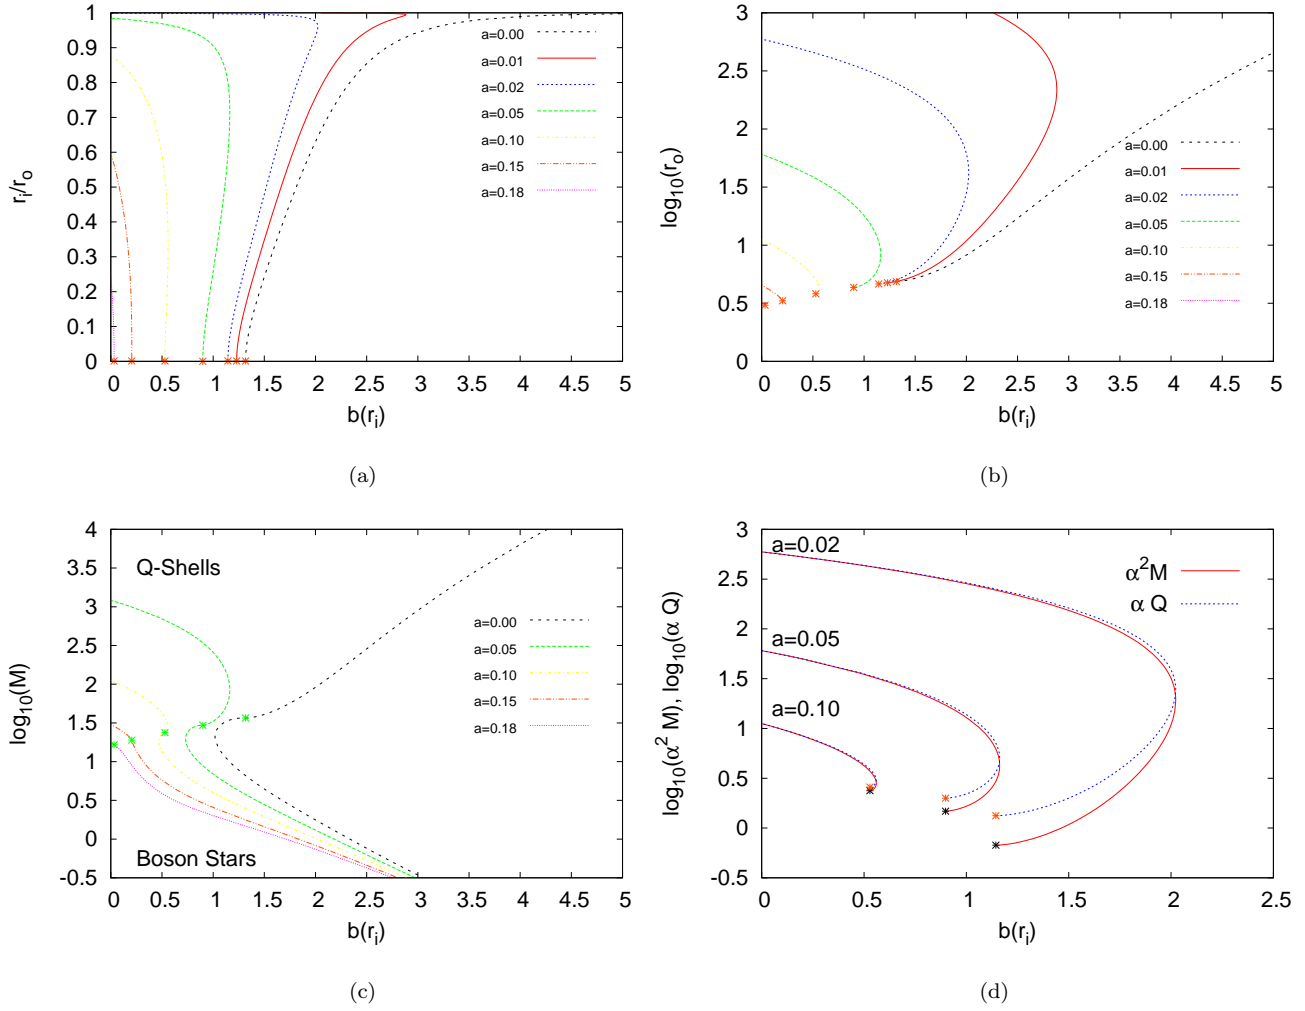 1
0.9
0.8
0.7
0.6
0.5
0.4
0.3
0.2
0.1
0
r_i/r_o
a=0.00
a=0.01
a=0.02
a=0.05
a=0.10
a=0.15
a=0.18
0 0.5 1 1.5 2 2.5 3 3.5 4 4.5 5
b(r_i)
(a)
3
2.5
2
1.5
1
0.5
0
log_10(r_o)
a=0.00
a=0.01
a=0.02
a=0.05
a=0.10
a=0.15
a=0.18
0 0.5 1 1.5 2 2.5 3 3.5 4 4.5 5
b(r_i)
(b)
4
3.5
3
2.5
2
1.5
1
0.5
0
-0.5
log_10(M)
Q-Shells
a=0.00
a=0.05
a=0.10
a=0.15
a=0.18
Boson Stars
0 0.5 1 1.5 2 2.5 3 3.5 4 4.5 5
b(r_i)
(c)
3
2.5
2
1.5
1
0.5
0
-0.5
log_10(α^2 M), log_10(α Q)
a=0.02
a=0.05
a=0.10
α^2M
α Q
0 0.5 1 1.5 2 2.5
b(r_i)
(d)